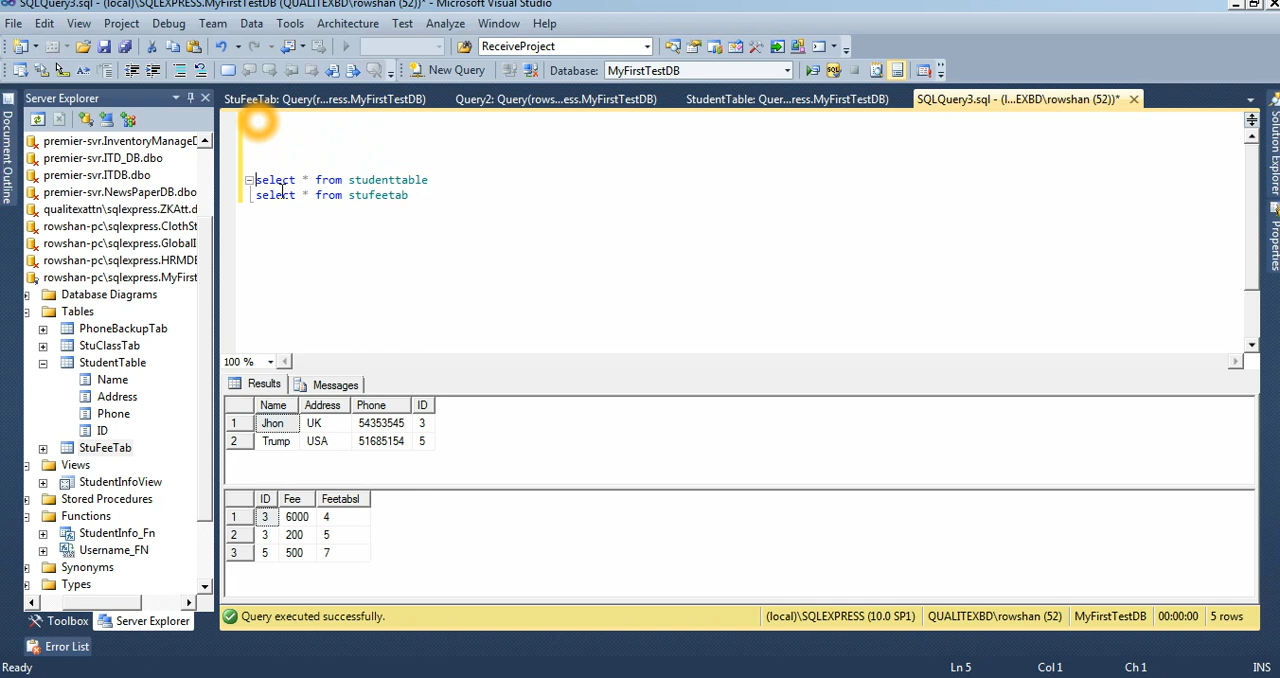 SQLQuery3.sql - (local)\SQLEXPRESS.MyFirstTestDB (QUALITEXBD\rowshan (52))* - Microsoft Visual Studio
File Edit View Project Debug Team Data Tools Architecture Test Analyze Window Help
ReceiveProject
New Query Database: MyFirstTestDB
Server Explorer
StuFeeTab: Query(r...ress.MyFirstTestDB) Query2: Query(rows...ess.MyFirstTestDB) StudentTable: Quer...ress.MyFirstTestDB) SQLQuery3.sql - (l...EXBD\rowshan (52))*
Document Outline
Solution Explorer
Properties
premier-svr.InventoryManageD
premier-svr.ITD_DB.dbo
premier-svr.ITDB.dbo
premier-svr.NewsPaperDB.dbo
qualitexattn\sqlexpress.ZKAtt.d
rowshan-pc\sqlexpress.ClothSt
rowshan-pc\sqlexpress.GlobalI
rowshan-pc\sqlexpress.HRMDB
rowshan-pc\sqlexpress.MyFirst
Database Diagrams
Tables
PhoneBackupTab
StuClassTab
StudentTable
Name
Address
Phone
ID
StuFeeTab
Views
StudentInfoView
Stored Procedures
Functions
StudentInfo_Fn
Username_FN
Synonyms
Types
Toolbox Server Explorer
select * from studenttable
select * from stufeetab
100 %
Results Messages
Name Address Phone ID
1 Jhon UK 54353545 3
2 Trump USA 51685154 5
ID Fee Feetabsl
1 3 6000 4
2 3 200 5
3 5 500 7
Query executed successfully. (local)\SQLEXPRESS (10.0 SP1) QUALITEXBD\rowshan (52) MyFirstTestDB 00:00:00 5 rows
Error List
Ready Ln 5 Col 1 Ch 1 INS